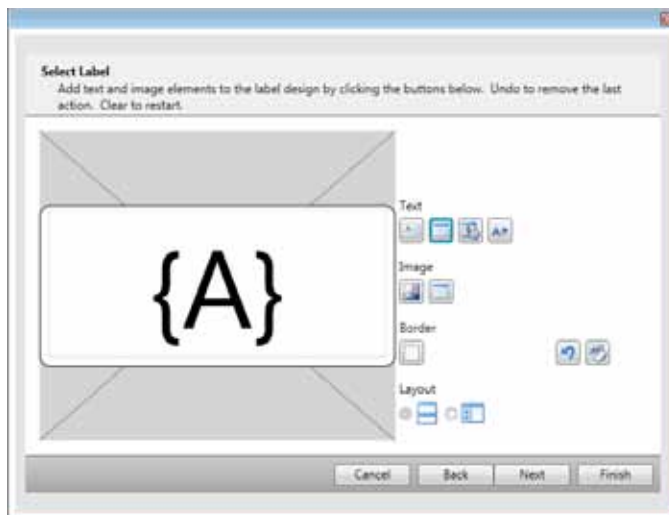 Select Label
Add text and image elements to the label design by clicking the buttons below. Undo to remove the last
action. Clear to restart.
{A}
Text
Image
Border
Layout
Cancel
Back
Next
Finish